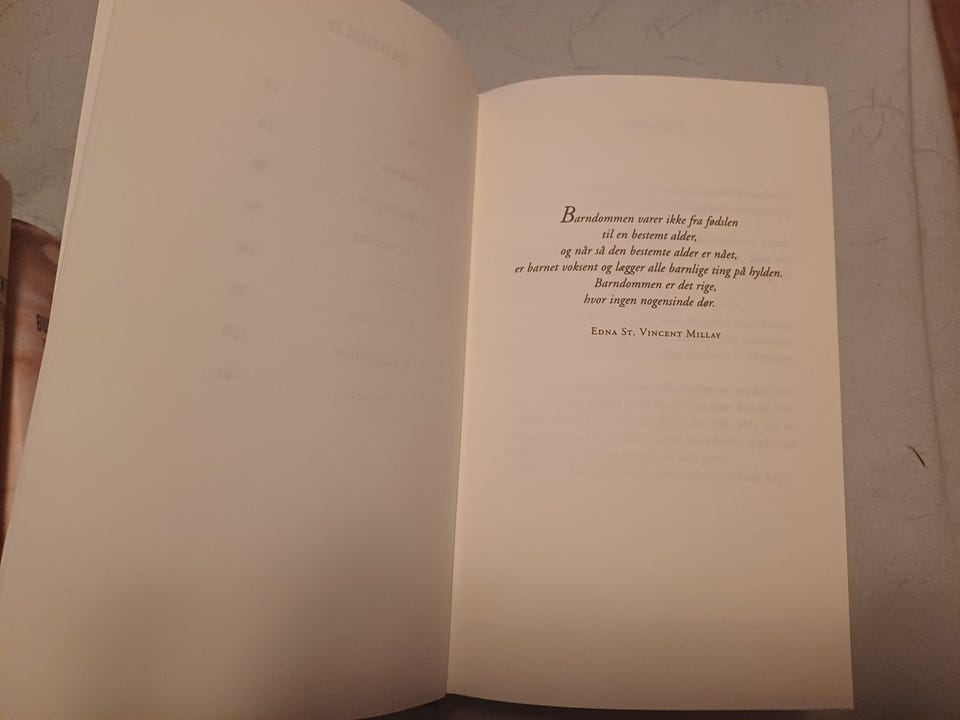 Barndommen varer ikke fra fødslen
til en bestemt alder,
og når så den bestemte alder er nået,
er barnet voksent og lægger alle barnlige ting på hylden.
Barndommen er det rige,
hvor ingen nogensinde dør.
EDNA ST. VINCENT MILLAY